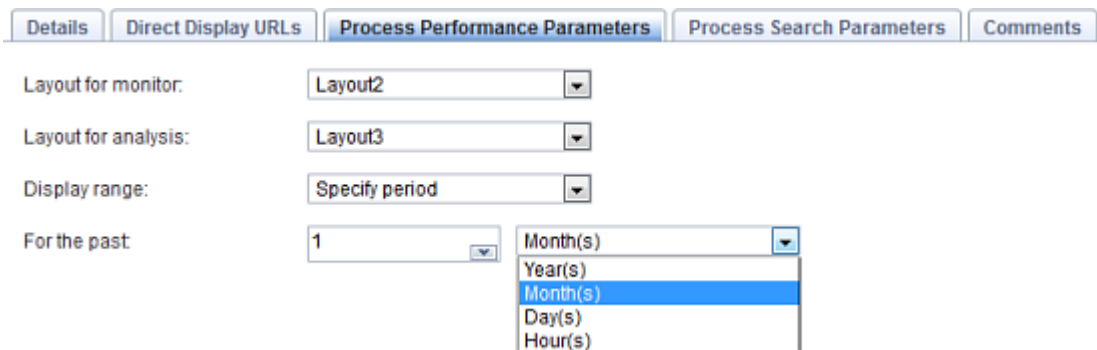 Details Direct Display URLs Process Performance Parameters Process Search Parameters Comments
Layout for monitor: Layout2
Layout for analysis: Layout3
Display range: Specify period
For the past: 1 Month(s)
Year(s)
Month(s)
Day(s)
Hour(s)